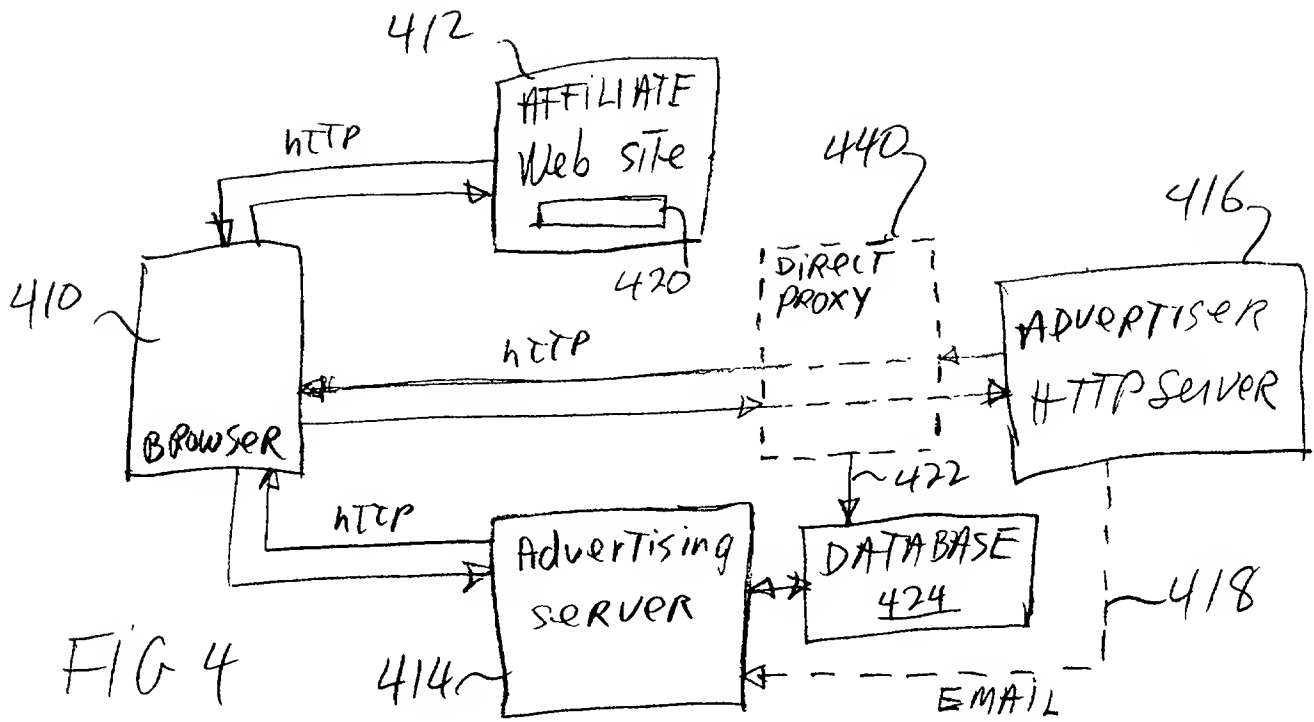 412
AFFILIATE
Web site
hTTP
440
416
420
DIRECT
PROXY
410
ADVERTISER
HTTP Server
hTTP
BROWSER
422
hTTP
Advertising
server
DATABASE
424
418
FIG 4
414
EMAIL